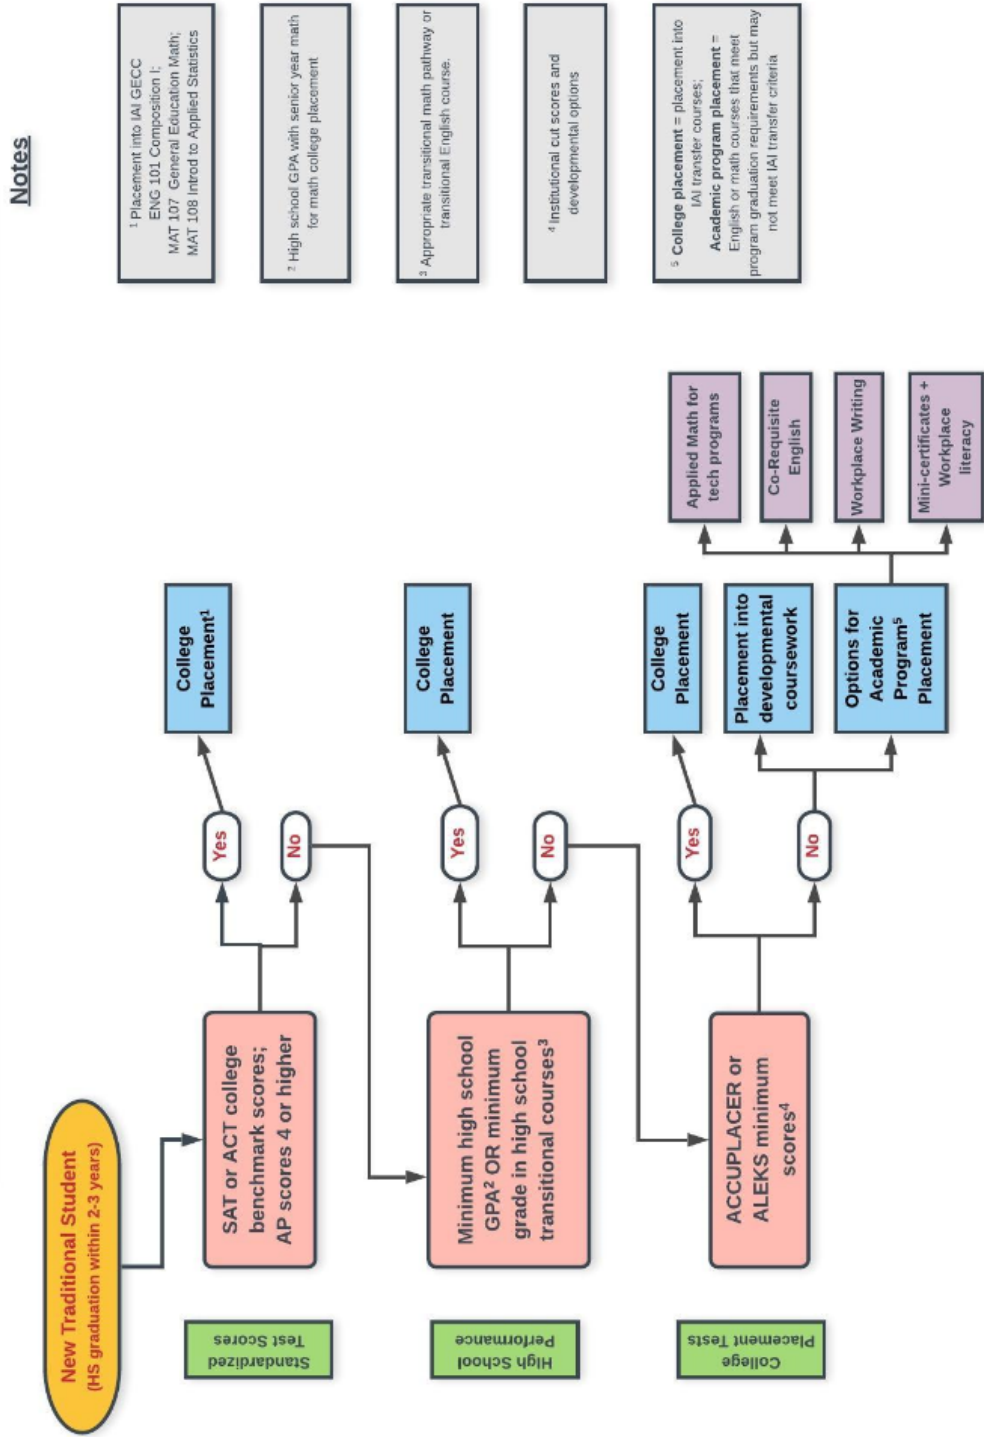 New Traditional Student
(HS graduation within 2-3 years)
Standardized
Test Scores
SAT or ACT college
benchmark scores;
AP scores 4 or higher
Yes
No
College
Placement¹
High School
Performance
Minimum high school
GPA² OR minimum
grade in high school
transitional courses³
Yes
No
College
Placement
College
Placement Tests
ACCUPLACER or
ALEKS minimum
scores⁴
Yes
No
College
Placement
Placement into
developmental
coursework
Options for
Academic
Program⁵
Placement
Applied Math for
tech programs
Co-Requisite
English
Workplace Writing
Mini-certificates +
Workplace
literacy
Notes
¹ Placement into IAI GECC
ENG 101 Composition I;
MAT 107 General Education Math;
MAT 108 Introd to Applied Statistics
² High school GPA with senior year math
for math college placement
³ Appropriate transitional math pathway or
transitional English course.
⁴ Institutional cut scores and
developmental options
⁵ College placement = placement into
IAI transfer courses;
Academic program placement =
English or math courses that meet
program graduation requirements but may
not meet IAI transfer criteria